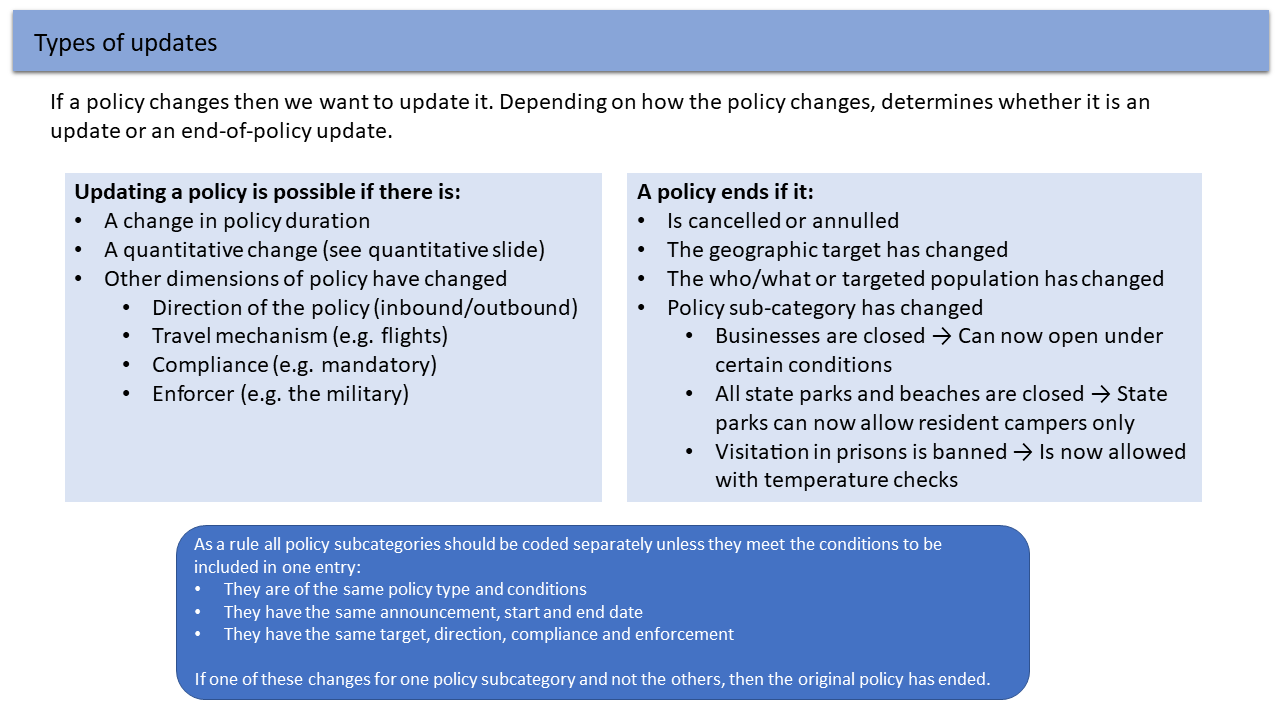 Types of updates
If a policy changes then we want to update it. Depending on how the policy changes, determines whether it is an
update or an end-of-policy update.
Updating a policy is possible if there is:
• A change in policy duration
• A quantitative change (see quantitative slide)
• Other dimensions of policy have changed
• Direction of the policy (inbound/outbound)
• Travel mechanism (e.g. flights)
• Compliance (e.g. mandatory)
• Enforcer (e.g. the military)
A policy ends if it:
• Is cancelled or annulled
• The geographic target has changed
• The who/what or targeted population has changed
• Policy sub-category has changed
• Businesses are closed → Can now open under
certain conditions
• All state parks and beaches are closed → State
parks can now allow resident campers only
• Visitation in prisons is banned → Is now allowed
with temperature checks
As a rule all policy subcategories should be coded separately unless they meet the conditions to be
included in one entry:
• They are of the same policy type and conditions
• They have the same announcement, start and end date
• They have the same target, direction, compliance and enforcement
If one of these changes for one policy subcategory and not the others, then the original policy has ended.